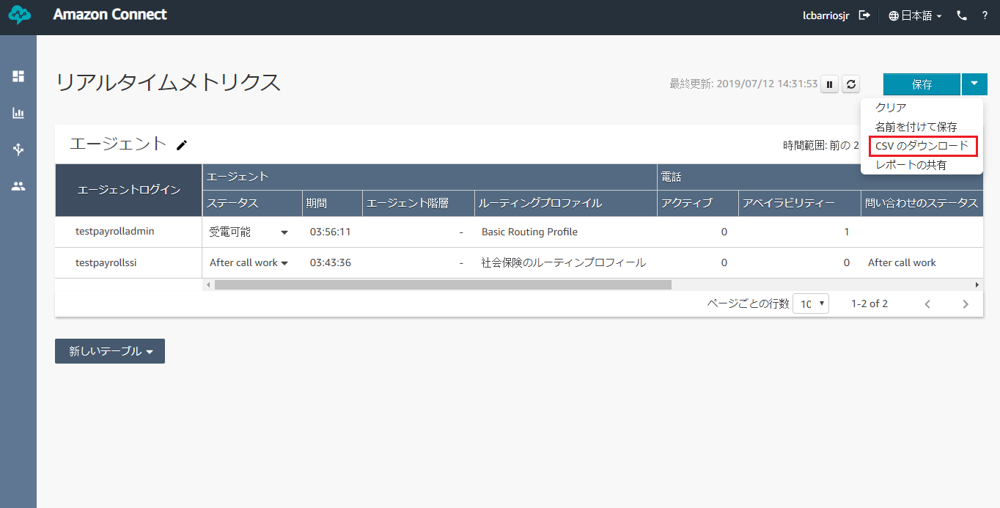 Amazon Connect
lcbarriosjr 日本語 ?
リアルタイムメトリクス
最終更新: 2019/07/12 14:31:53
保存
クリア
名前を付けて保存
CSV のダウンロード
レポートの共有
エージェント
時間範囲: 前の 2
エージェントログイン
エージェント 電話
ステータス 期間 エージェント階層 ルーティングプロファイル アクティブ アベイラビリティー 問い合わせのステータス
testpayrolladmin 受電可能 03:56:11 - Basic Routing Profile 0 1
testpayrollssi After call work 03:43:36 - 社会保険のルーティンプロフィール 0 0 After call work
ページごとの行数 10 1-2 of 2
新しいテーブル